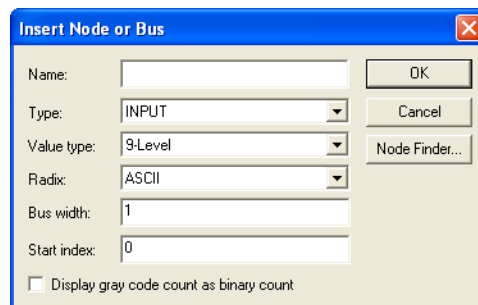 Insert Node or Bus
Name:
OK
Type: INPUT
Cancel
Value type: 9-Level
Node Finder...
Radix: ASCII
Bus width: 1
Start index: 0
Display gray code count as binary count